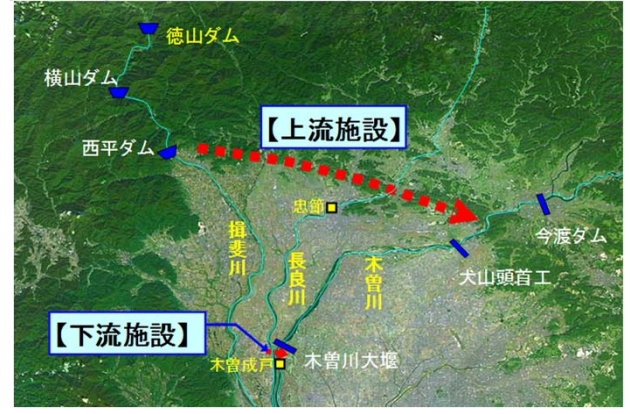 徳山ダム
横山ダム
【上流施設】
西平ダム
忠節
今渡ダム
揖斐川
長良川
木曽川
犬山頭首工
【下流施設】
木曽成戸
木曽川大堰